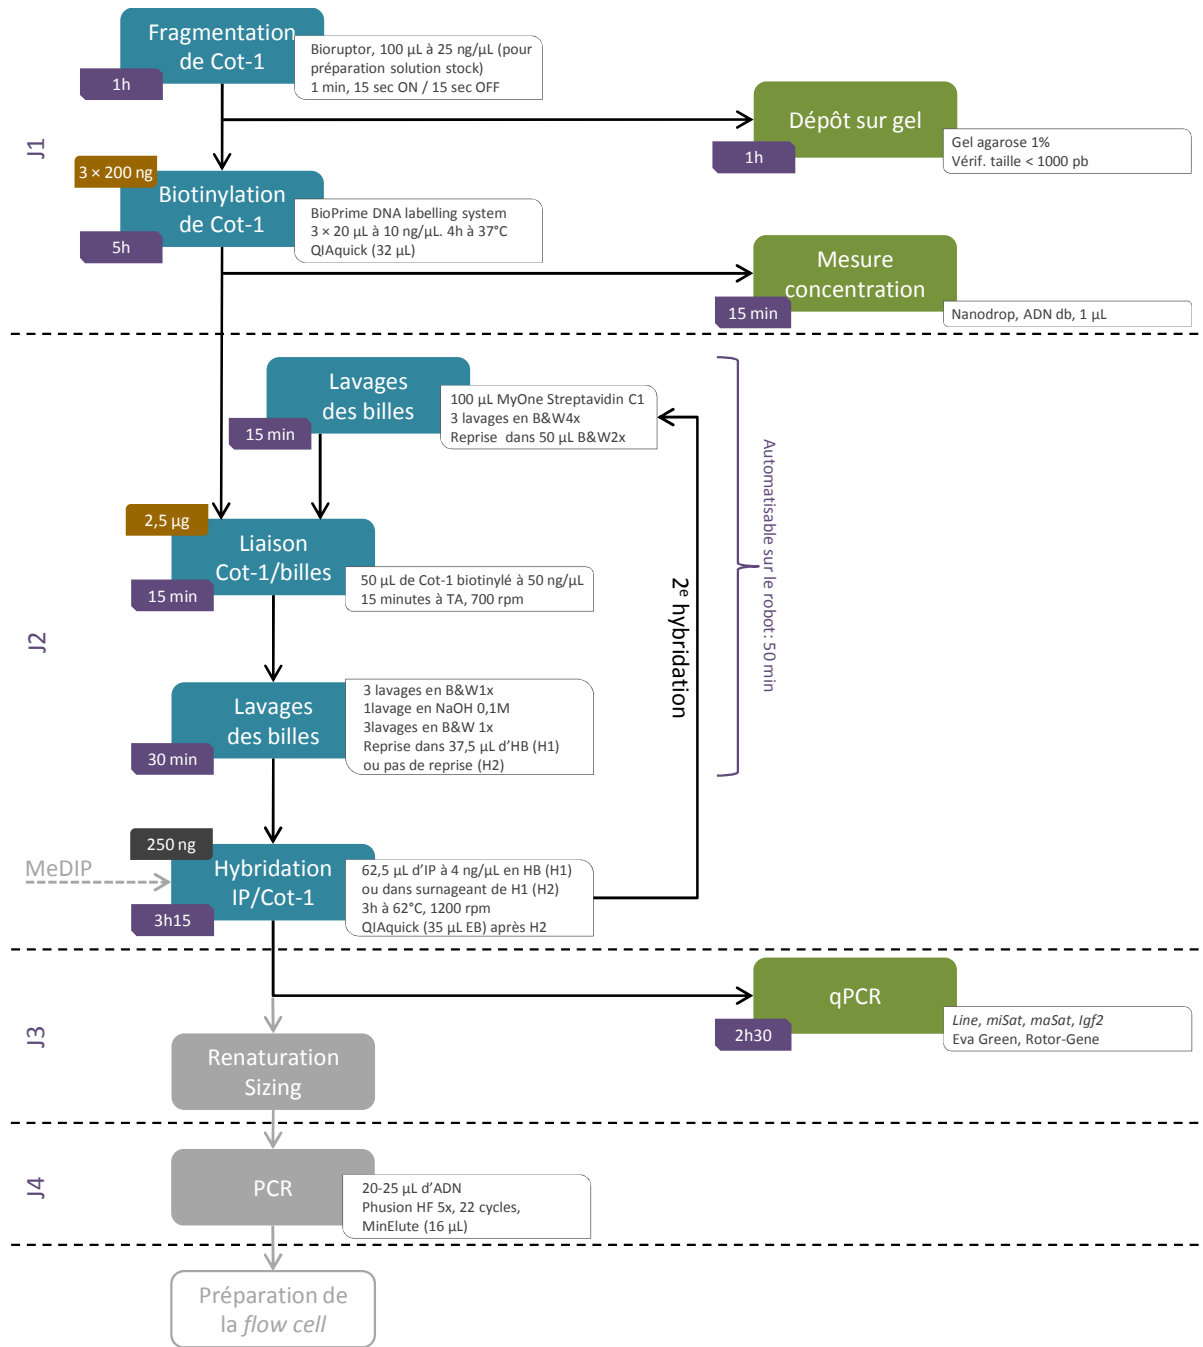 Fragmentation
de Cot-1
1h
Bioruptor, 100 µL à 25 ng/µL (pour
préparation solution stock)
1 min, 15 sec ON / 15 sec OFF
Dépôt sur gel
1h
Gel agarose 1%
Vérif. taille < 1000 pb
J1
3 × 200 ng
Biotinylation
de Cot-1
5h
BioPrime DNA labelling system
3 × 20 µL à 10 ng/µL. 4h à 37°C
QIAquick (32 µL)
Mesure
concentration
15 min
Nanodrop, ADN db, 1 µL
Lavages
des billes
15 min
100 µL MyOne Streptavidin C1
3 lavages en B&W4x
Reprise dans 50 µL B&W2x
Automatisable sur le robot: 50 min
2e hybridation
J2
2,5 µg
Liaison
Cot-1/billes
15 min
50 µL de Cot-1 biotinylé à 50 ng/µL
15 minutes à TA, 700 rpm
Lavages
des billes
30 min
3 lavages en B&W1x
1lavage en NaOH 0,1M
3lavages en B&W 1x
Reprise dans 37,5 µL d’HB (H1)
ou pas de reprise (H2)
MeDIP
250 ng
Hybridation
IP/Cot-1
3h15
62,5 µL d’IP à 4 ng/µL en HB (H1)
ou dans surnageant de H1 (H2)
3h à 62°C, 1200 rpm
QIAquick (35 µL EB) après H2
J3
qPCR
2h30
Line, miSat, maSat, Igf2
Eva Green, Rotor-Gene
Renaturation
Sizing
J4
PCR
20-25 µL d’ADN
Phusion HF 5x, 22 cycles,
MinElute (16 µL)
Préparation de
la flow cell